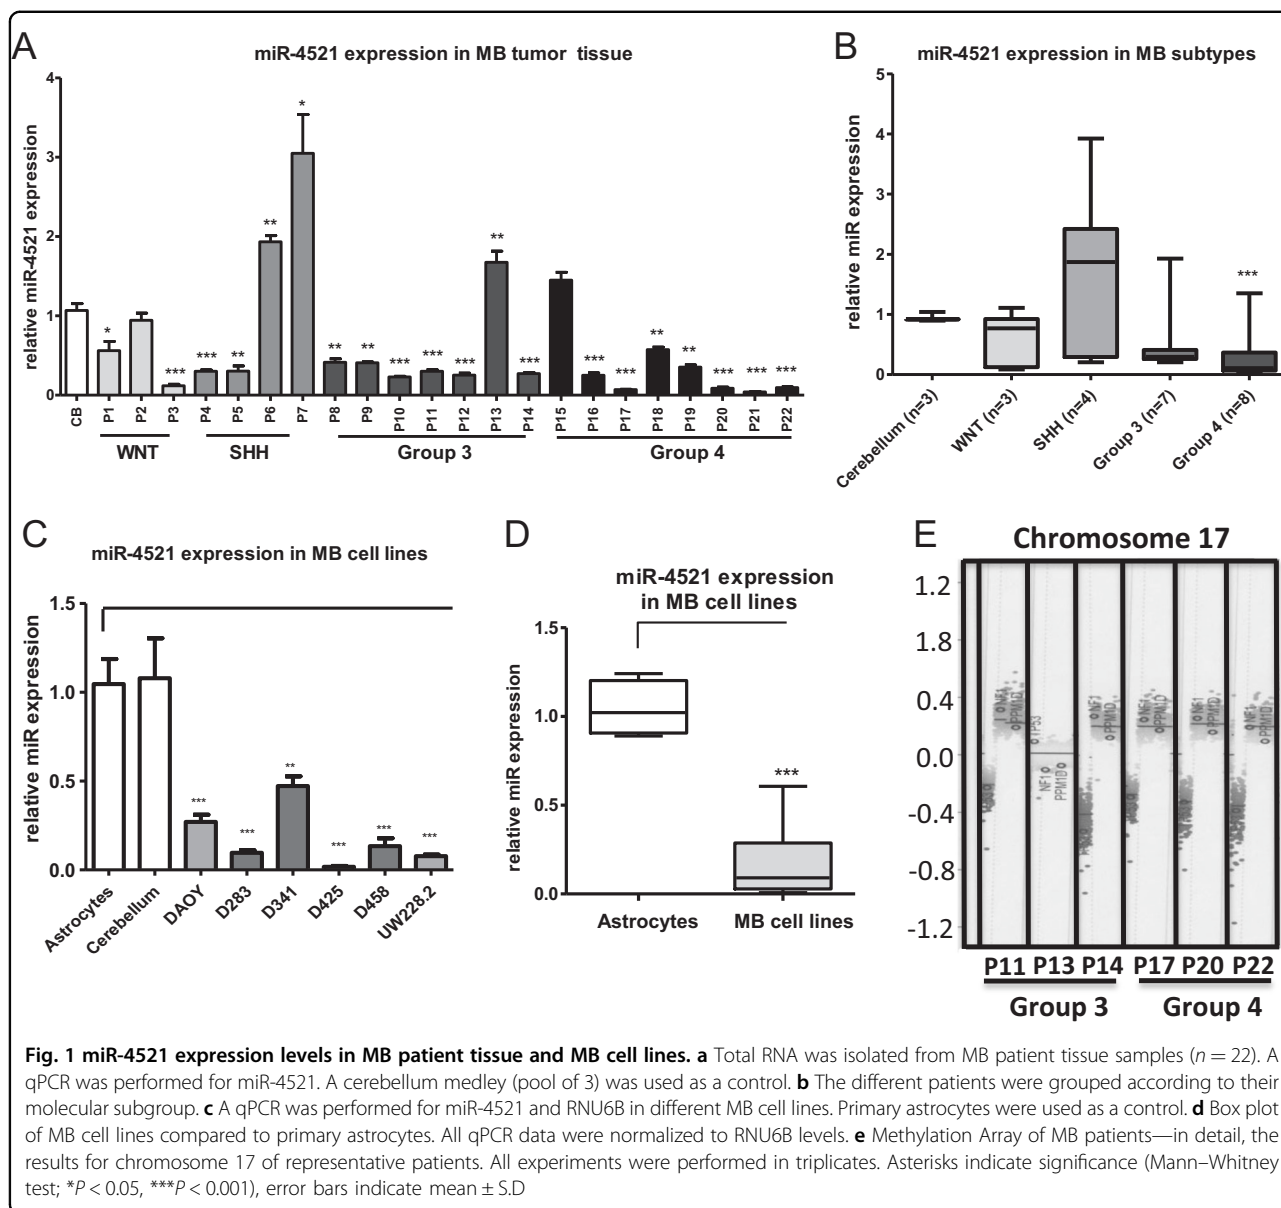 A
miR-4521 expression in MB tumor tissue
relative miR-4521 expression
4
3
2
1
0
*
***
***
**
**
*
**
**
***
***
***
**
***
***
***
**
**
***
***
***
CB
P1
P2
P3
P4
P5
P6
P7
P8
P9
P10
P11
P12
P13
P14
P15
P16
P17
P18
P19
P20
P21
P22
WNT
SHH
Group 3
Group 4
B
miR-4521 expression in MB subtypes
relative miR expression
5
4
3
2
1
0
***
Cerebellum (n=3)
WNT (n=3)
SHH (n=4)
Group 3 (n=7)
Group 4 (n=8)
C
miR-4521 expression in MB cell lines
relative miR expression
1.5
1.0
0.5
0.0
***
***
**
***
***
***
Astrocytes
Cerebellum
DAOY
D283
D341
D425
D458
UW228.2
D
miR-4521 expression
in MB cell lines
relative miR expression
1.5
1.0
0.5
0.0
***
Astrocytes
MB cell lines
E
Chromosome 17
1.2
1.8
0.4
0.0
-0.4
-0.8
-1.2
NF1
PPM1D
TP53
NF1
PPM1D
NF1
PPM1D
NF1
PPM1D
NF1
PPM1D
NF1
PPM1D
P11 P13 P14 P17 P20 P22
Group 3
Group 4
Fig. 1 miR-4521 expression levels in MB patient tissue and MB cell lines. a Total RNA was isolated from MB patient tissue samples (n = 22). A
qPCR was performed for miR-4521. A cerebellum medley (pool of 3) was used as a control. b The different patients were grouped according to their
molecular subgroup. c A qPCR was performed for miR-4521 and RNU6B in different MB cell lines. Primary astrocytes were used as a control. d Box plot
of MB cell lines compared to primary astrocytes. All qPCR data were normalized to RNU6B levels. e Methylation Array of MB patients—in detail, the
results for chromosome 17 of representative patients. All experiments were performed in triplicates. Asterisks indicate significance (Mann–Whitney
test; *P < 0.05, ***P < 0.001), error bars indicate mean ± S.D